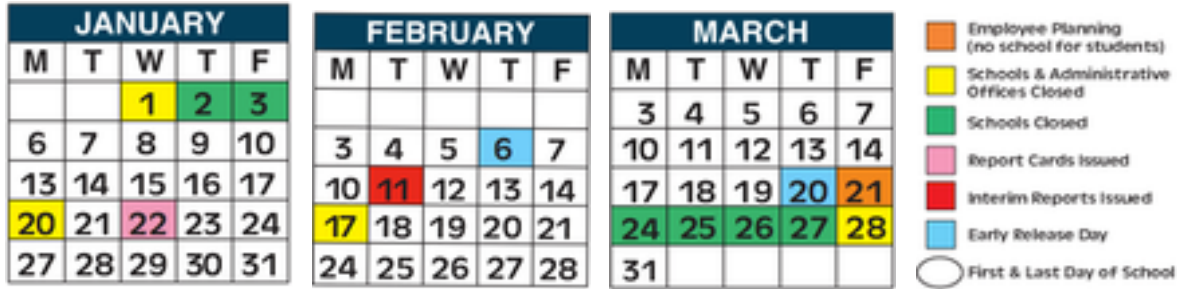 JANUARY
M T W T F
1 2 3
6 7 8 9 10
13 14 15 16 17
20 21 22 23 24
27 28 29 30 31
FEBRUARY
M T W T F
3 4 5 6 7
10 11 12 13 14
17 18 19 20 21
24 25 26 27 28
MARCH
M T W T F
3 4 5 6 7
10 11 12 13 14
17 18 19 20 21
24 25 26 27 28
31
Employee Planning
(no school for students)
Schools & Administrative
Offices Closed
Schools Closed
Report Cards Issued
Interim Reports Issued
Early Release Day
First & Last Day of School